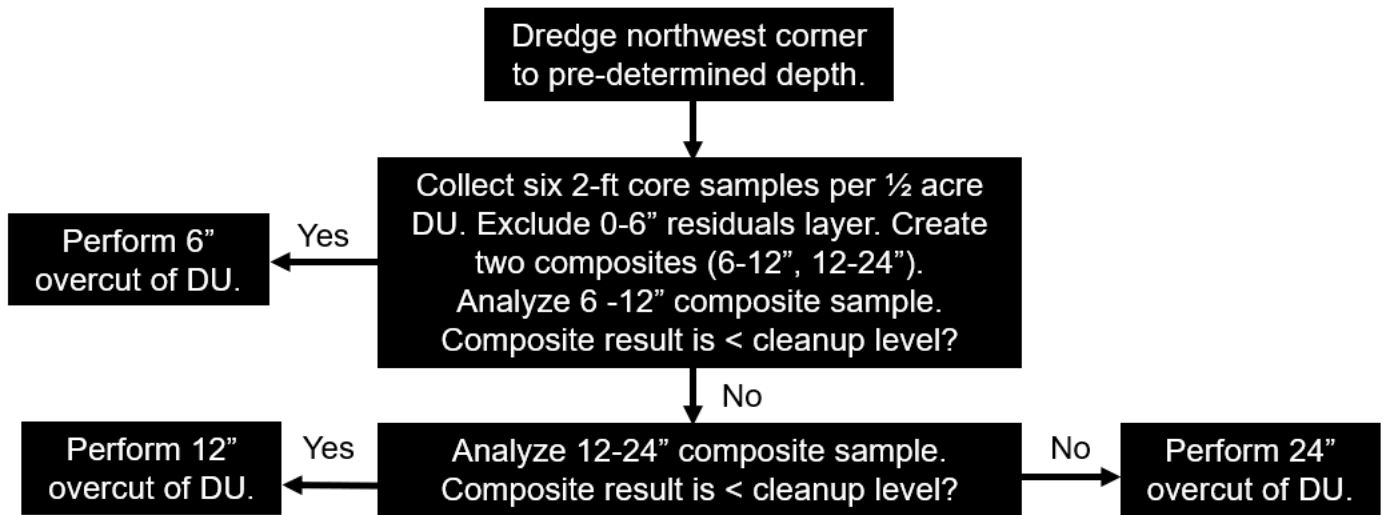 Dredge northwest corner
to pre-determined depth.
Collect six 2-ft core samples per ½ acre
DU. Exclude 0-6” residuals layer. Create
two composites (6-12”, 12-24”).
Analyze 6 -12” composite sample.
Composite result is < cleanup level?
Yes
Perform 6”
overcut of DU.
No
Analyze 12-24” composite sample.
Composite result is < cleanup level?
Yes
Perform 12”
overcut of DU.
No
Perform 24”
overcut of DU.